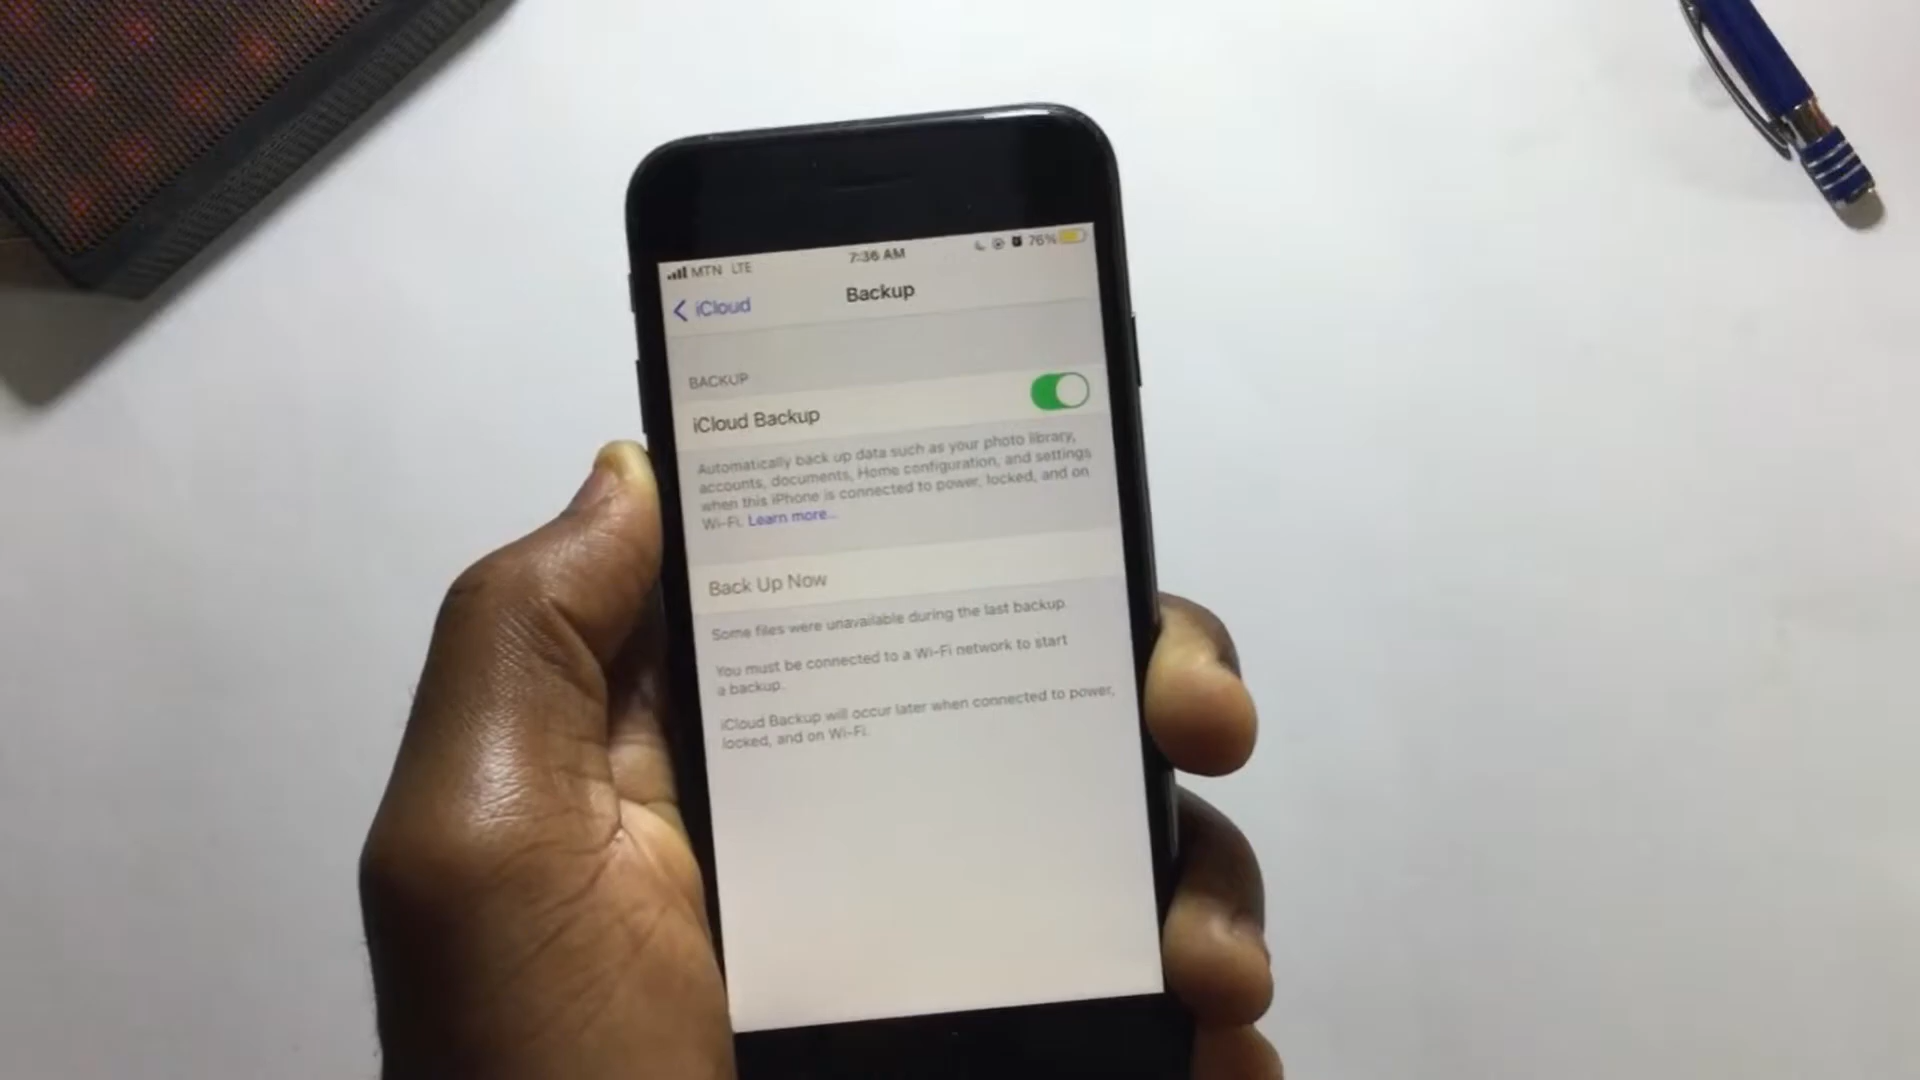 MTN LTE 7:36 AM 76%
iCloud Backup
BACKUP
iCloud Backup
Automatically back up data such as your photo library,
accounts, documents, Home configuration, and settings
when this iPhone is connected to power, locked, and on
Wi-Fi. Learn more...
Back Up Now
Some files were unavailable during the last backup.
You must be connected to a Wi-Fi network to start
a backup.
iCloud Backup will occur later when connected to power,
locked, and on Wi-Fi.